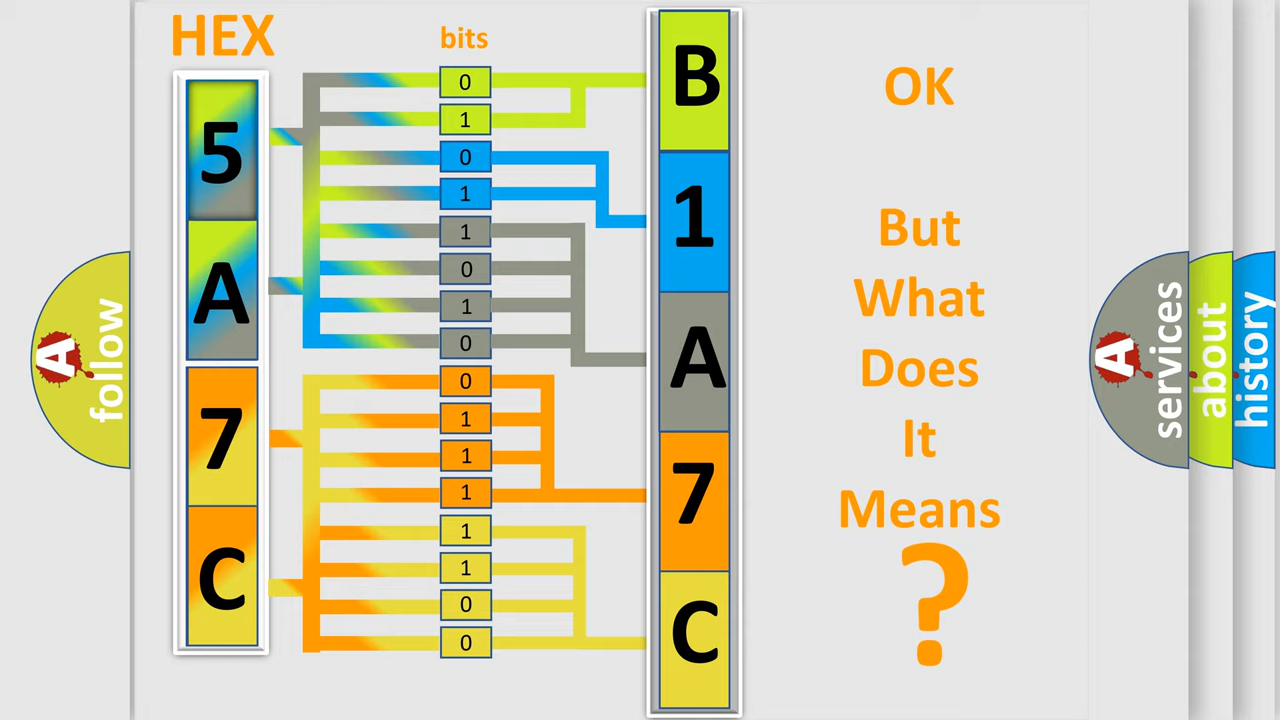 HEX
bits
5
A
7
C
0
1
0
1
1
0
1
0
0
1
1
1
1
1
0
0
B
1
A
7
C
OK
But
What
Does
It
Means
?
A
follow
A
services
about
history